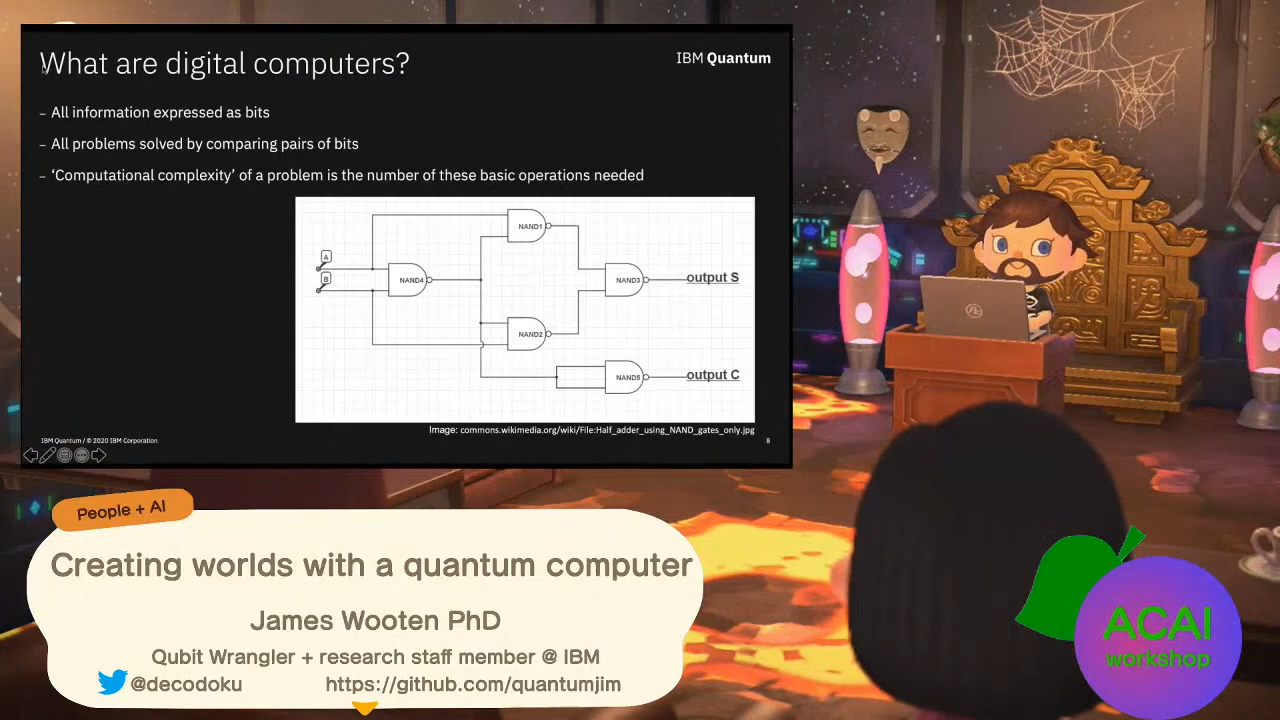 What are digital computers?
IBM Quantum
– All information expressed as bits
– All problems solved by comparing pairs of bits
– ‘Computational complexity’ of a problem is the number of these basic operations needed
NAND1
A
B
NAND4
NAND3
output S
NAND2
NAND5
output C
Image: commons.wikimedia.org/wiki/File:Half_adder_using_NAND_gates_only.jpg
IBM Quantum / © 2020 IBM Corporation
8
People + AI
Creating worlds with a quantum computer
James Wooten PhD
Qubit Wrangler + research staff member @ IBM
@decodoku
https://github.com/quantumjim
ACAI
workshop